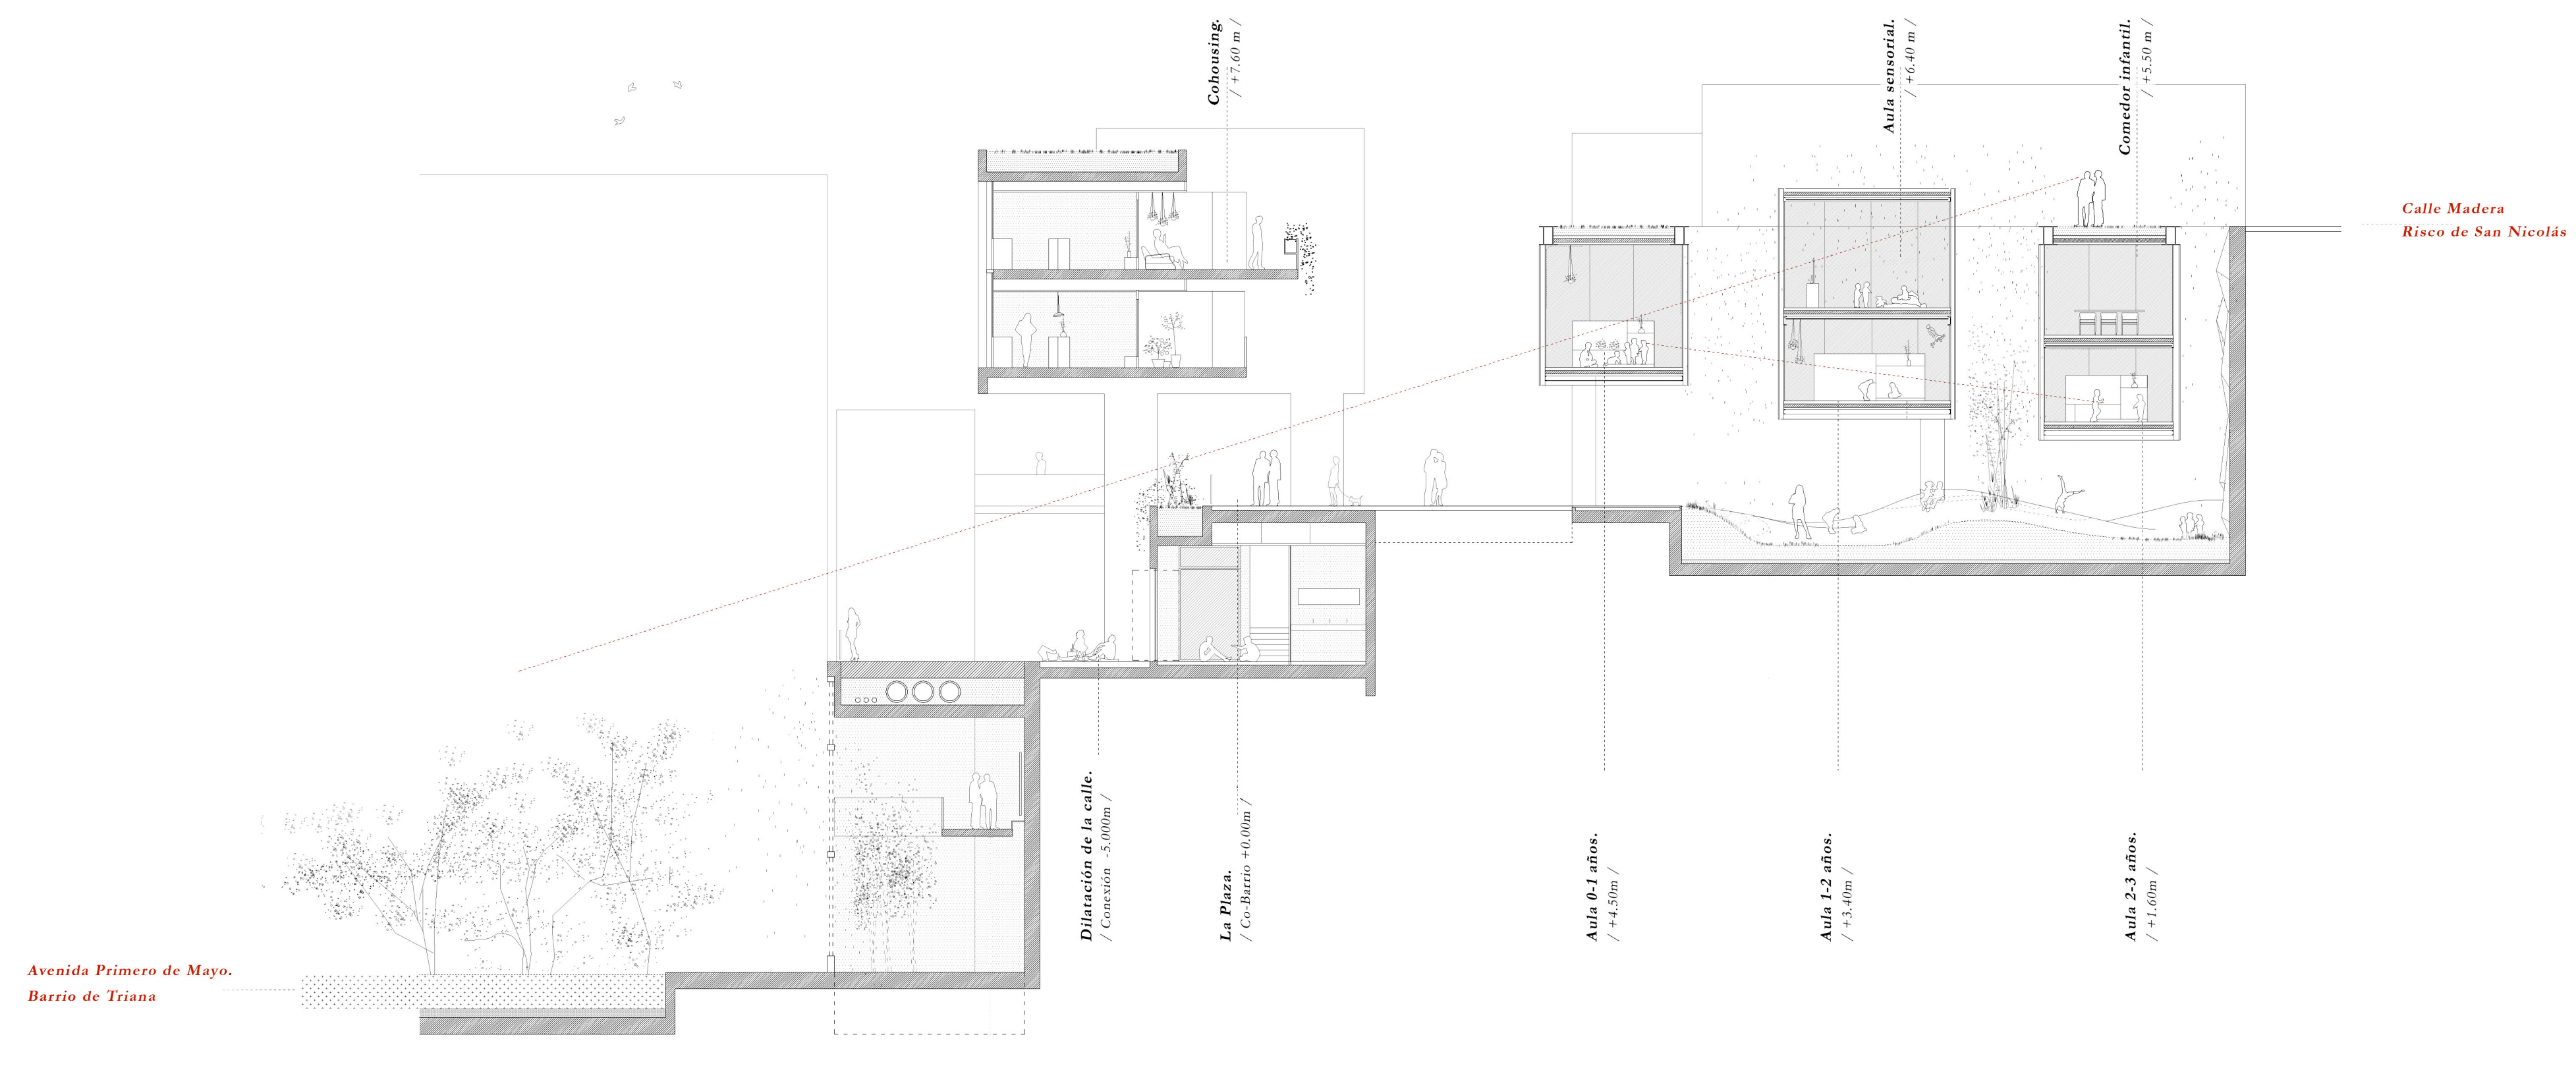 Cohousing.
/ +7.60 m /
Aula sensorial.
/ +6.40 m /
Comedor infantil.
/ +5.50 m /
Calle Madera
Risco de San Nicolás
Dilatación de la calle.
/ Conexión -5.000m /
La Plaza.
/ Co-Barrio +0.00m /
Aula 0-1 años.
/ +4.50m /
Aula 1-2 años.
/ +3.40m /
Aula 2-3 años.
/ +1.60m /
Avenida Primero de Mayo.
Barrio de Triana